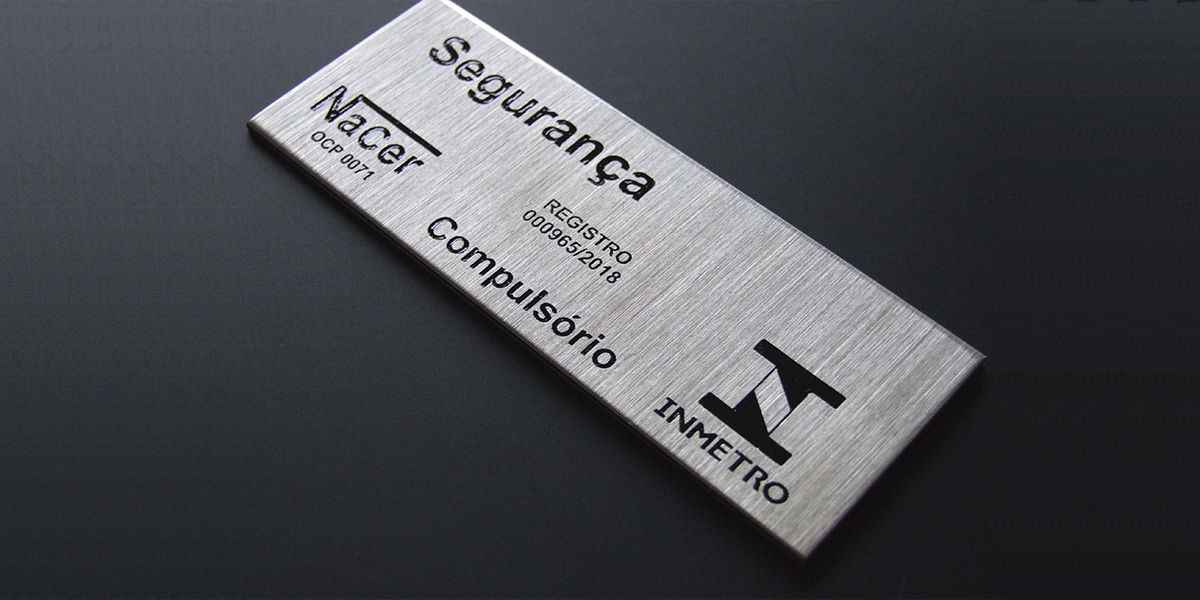 Segurança
NaCer
OCP 0071
REGISTRO
000965/2018
Compulsório
INMETRO